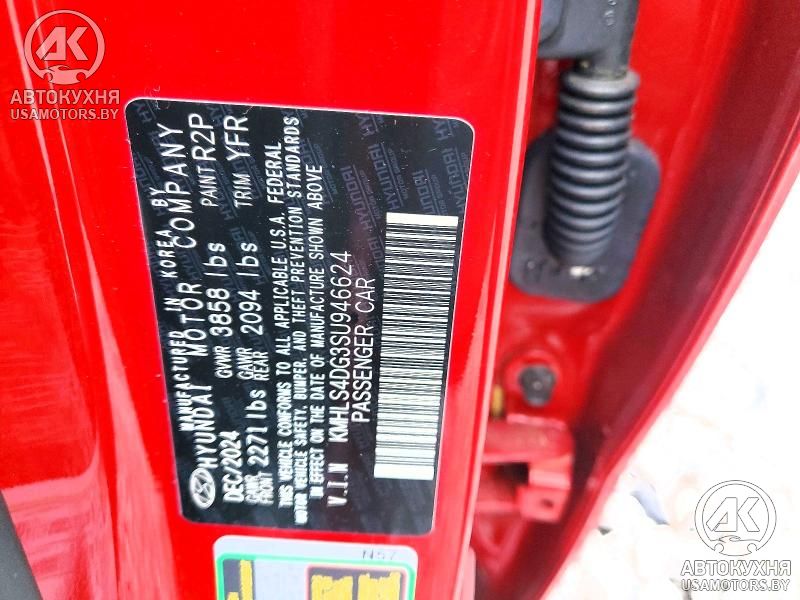 АВТОКУХНЯ
USAMOTORS.BY
MANUFACTURED IN KOREA BY
HYUNDAI MOTOR COMPANY
DEC/2024 GVWR 3858 lbs PAINT R2P
GAWR FRONT 2271 lbs GAWR REAR 2094 lbs TRIM YFR
THIS VEHICLE CONFORMS TO ALL APPLICABLE U.S.A. FEDERAL
MOTOR VEHICLE SAFETY, BUMPER, AND THEFT PREVENTION STANDARDS
IN EFFECT ON THE DATE OF MANUFACTURE SHOWN ABOVE
V.I.N KMHLS4DG3SU946624
PASSENGER CAR
HYUNDAI
MOTOR GROUP
N57
АВТОКУХНЯ
USAMOTORS.BY